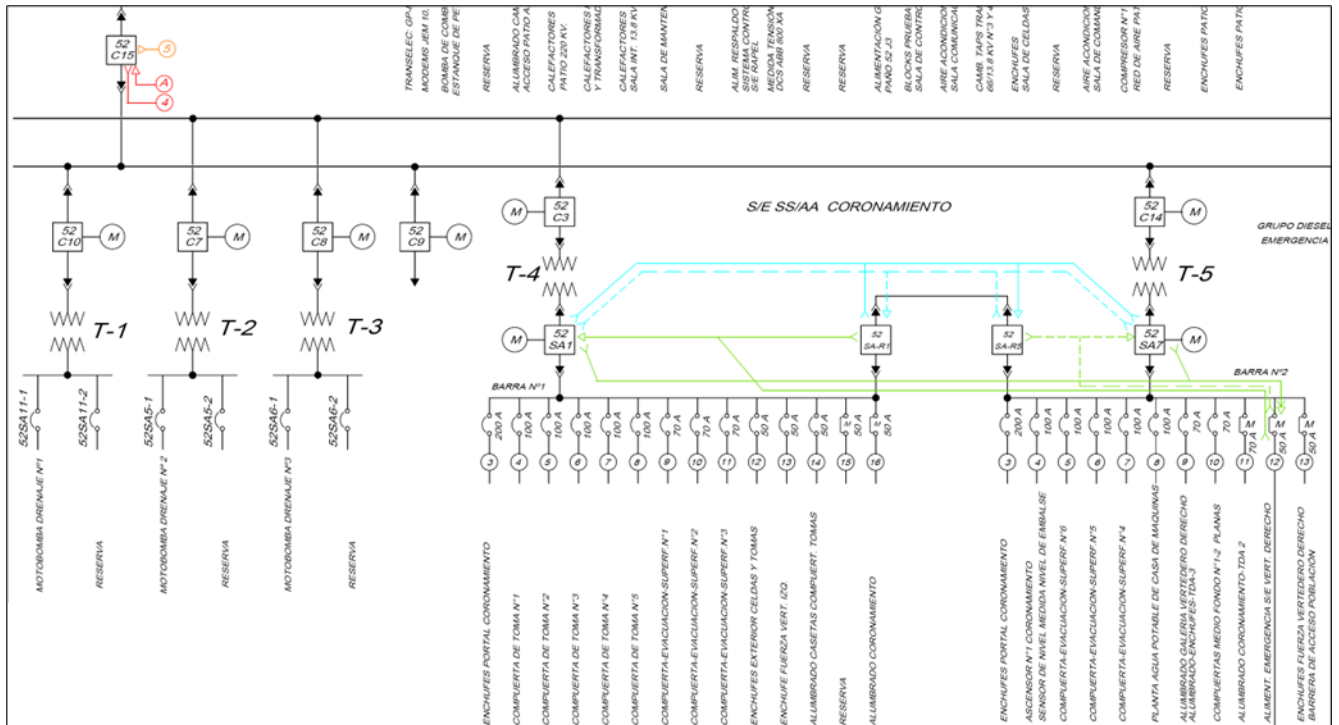 52
C15
5
A
4
TRANSELEC: GP-
MODEMS JEM 10,
BOMBA DE COMB
ESTANQUE DE PE
RESERVA
ALUMBRADO CAM
ACCESO PATIO A
CALEFACTORES
PATIO 220 KV.
CALEFACTORES
Y TRANSFORMAD
CALEFACTORES
SALA INT. 13.8 KV
SALA DE MANTEN
RESERVA
ALIM. RESPALDO
SISTEMA CONTRO
S/E RAPEL
MEDIDA TENSIÓN
DCS ABB 800 XA
RESERVA
RESERVA
ALIMENTACIÓN G
PAÑO 52 J3
BLOCKS PRUEBA
SALA DE CONTRO
AIRE ACONDICIO
SALA COMUNICAC
CAMB. TAPS TRA
66/13.8 KV N°3 Y 4
ENCHUFES
SALA DE CELDAS
RESERVA
AIRE ACONDICION
SALA DE COMAND
COMPRESOR N°1
RED DE AIRE PAT
RESERVA
ENCHUFES PATIO
ENCHUFES PATIC
52
C10
M
52
C7
M
52
C8
M
52
C9
M
M
52
C3
S/E SS/AA CORONAMIENTO
52
C14
M
GRUPO DIESEL
EMERGENCIA
T-1
T-2
T-3
T-4
T-5
M
52
SA1
52
SA-R1
52
SA-R5
52
SA7
M
BARRA Nº1
BARRA Nº2
52SA11-1
52SA11-2
52SA5-1
52SA5-2
52SA6-1
52SA6-2
200 A
100 A
100 A
100 A
100 A
100 A
70 A
70 A
70 A
50 A
50 A
50 A
M
50 A
M
50 A
200 A
100 A
100 A
100 A
100 A
100 A
70 A
70 A
M
70 A
M
50 A
M
50 A
3
4
5
6
7
8
9
10
11
12
13
14
15
16
3
4
5
6
7
8
9
10
11
12
13
MOTOBOMBA DRENAJE Nº1
RESERVA
MOTOBOMBA DRENAJE Nº 2
RESERVA
MOTOBOMBA DRENAJE Nº3
RESERVA
ENCHUFES PORTAL CORONAMIENTO
COMPUERTA DE TOMA N°1
COMPUERTA DE TOMA N°2
COMPUERTA DE TOMA N°3
COMPUERTA DE TOMA N°4
COMPUERTA DE TOMA N°5
COMPUERTA-EVACUACION-SUPERF.N°1
COMPUERTA-EVACUACION-SUPERF.N°2
COMPUERTA-EVACUACION-SUPERF.N°3
ENCHUFES EXTERIOR CELDAS Y TOMAS
ENCHUFE FUERZA VERT. IZQ.
ALUMBRADO CASETAS COMPUERT. TOMAS
RESERVA
ALUMBRADO CORONAMIENTO
ENCHUFES PORTAL CORONAMIENTO
ASCENSOR N°1 CORONAMIENTO
SENSOR DE NIVEL MEDIDA NIVEL DE EMBALSE
COMPUERTA-EVACUACION-SUPERF.N°6
COMPUERTA-EVACUACION-SUPERF.N°5
COMPUERTA-EVACUACION-SUPERF.N°4
PLANTA AGUA POTABLE DE CASA DE MAQUINAS
ALUMBRADO GALERIA VERTEDERO DERECHO
ALUMBRADO-ENCHUFES-TDA-3
COMPUERTAS MEDIO FONDO N°1-2 PLANAS
ALUMBRADO CORONAMIENTO-TDA 2
ALIMENT. EMERGENCIA S/E VERT. DERECHO
ENCHUFES FUERZA VERTEDERO DERECHO
BARRERA DE ACCESO POBLACIÓN